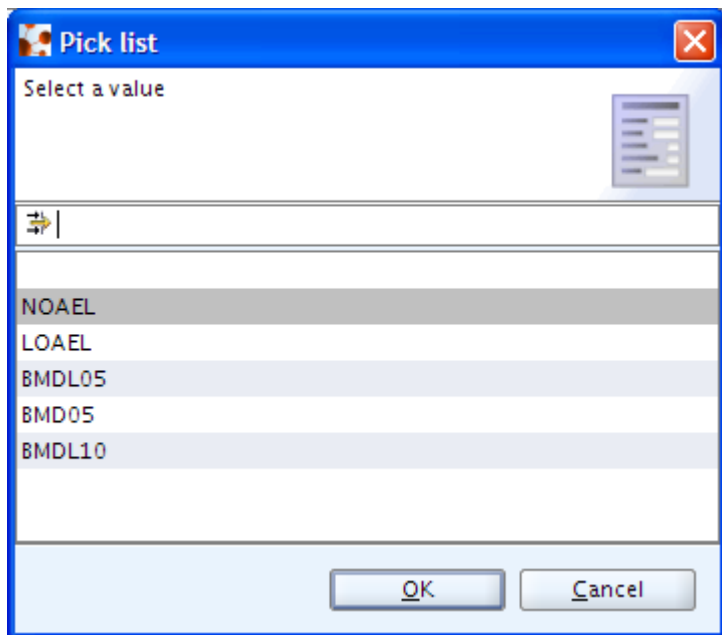 Pick list
Select a value
NOAEL
LOAEL
BMDL05
BMD05
BMDL10
OK
Cancel